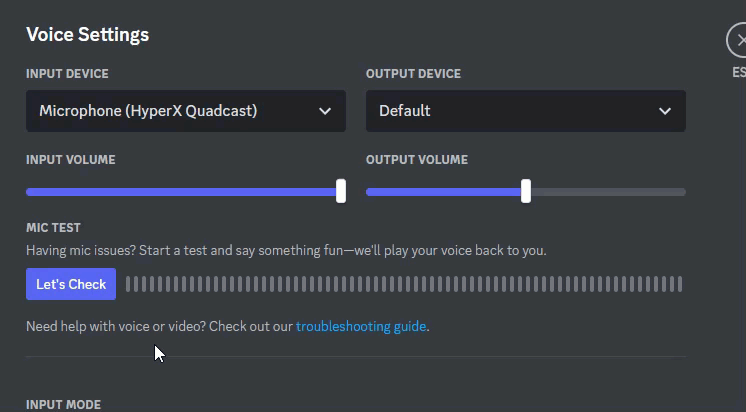 Voice Settings
INPUT DEVICE
OUTPUT DEVICE
Microphone (HyperX Quadcast)
Default
INPUT VOLUME
OUTPUT VOLUME
MIC TEST
Having mic issues? Start a test and say something fun—we'll play your voice back to you.
Let's Check
Need help with voice or video? Check out our troubleshooting guide.
INPUT MODE